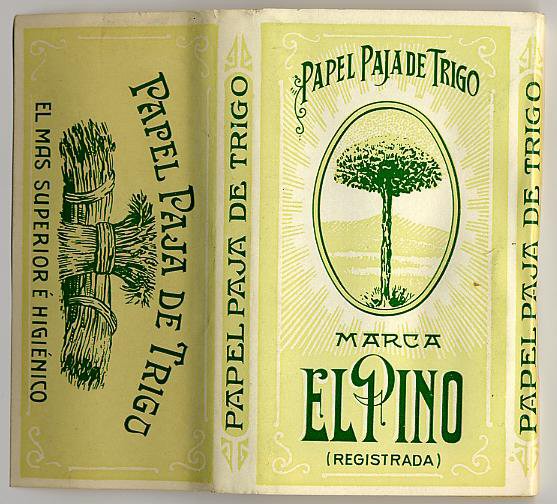 PAPEL PAJA DE TRIGO
EL MAS SUPERIOR É HIGIÉNICO
PAPEL PAJA DE TRIGO
PAPEL PAJA DE TRIGO
MARCA
EL PINO
(REGISTRADA)
PAPEL PAJA DE TRIGO